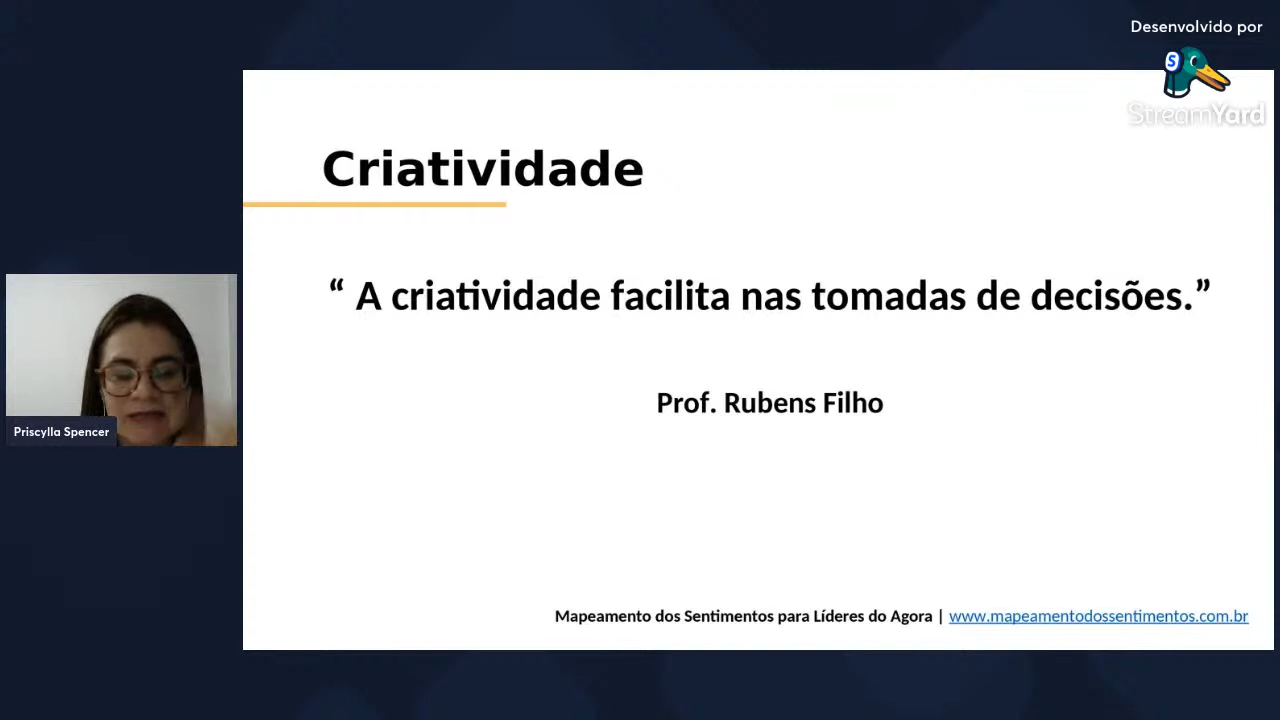 Desenvolvido por
S
StreamYard
Criatividade
“ A criatividade facilita nas tomadas de decisões.”
Prof. Rubens Filho
Priscylla Spencer
Mapeamento dos Sentimentos para Líderes do Agora | www.mapeamentodossentimentos.com.br